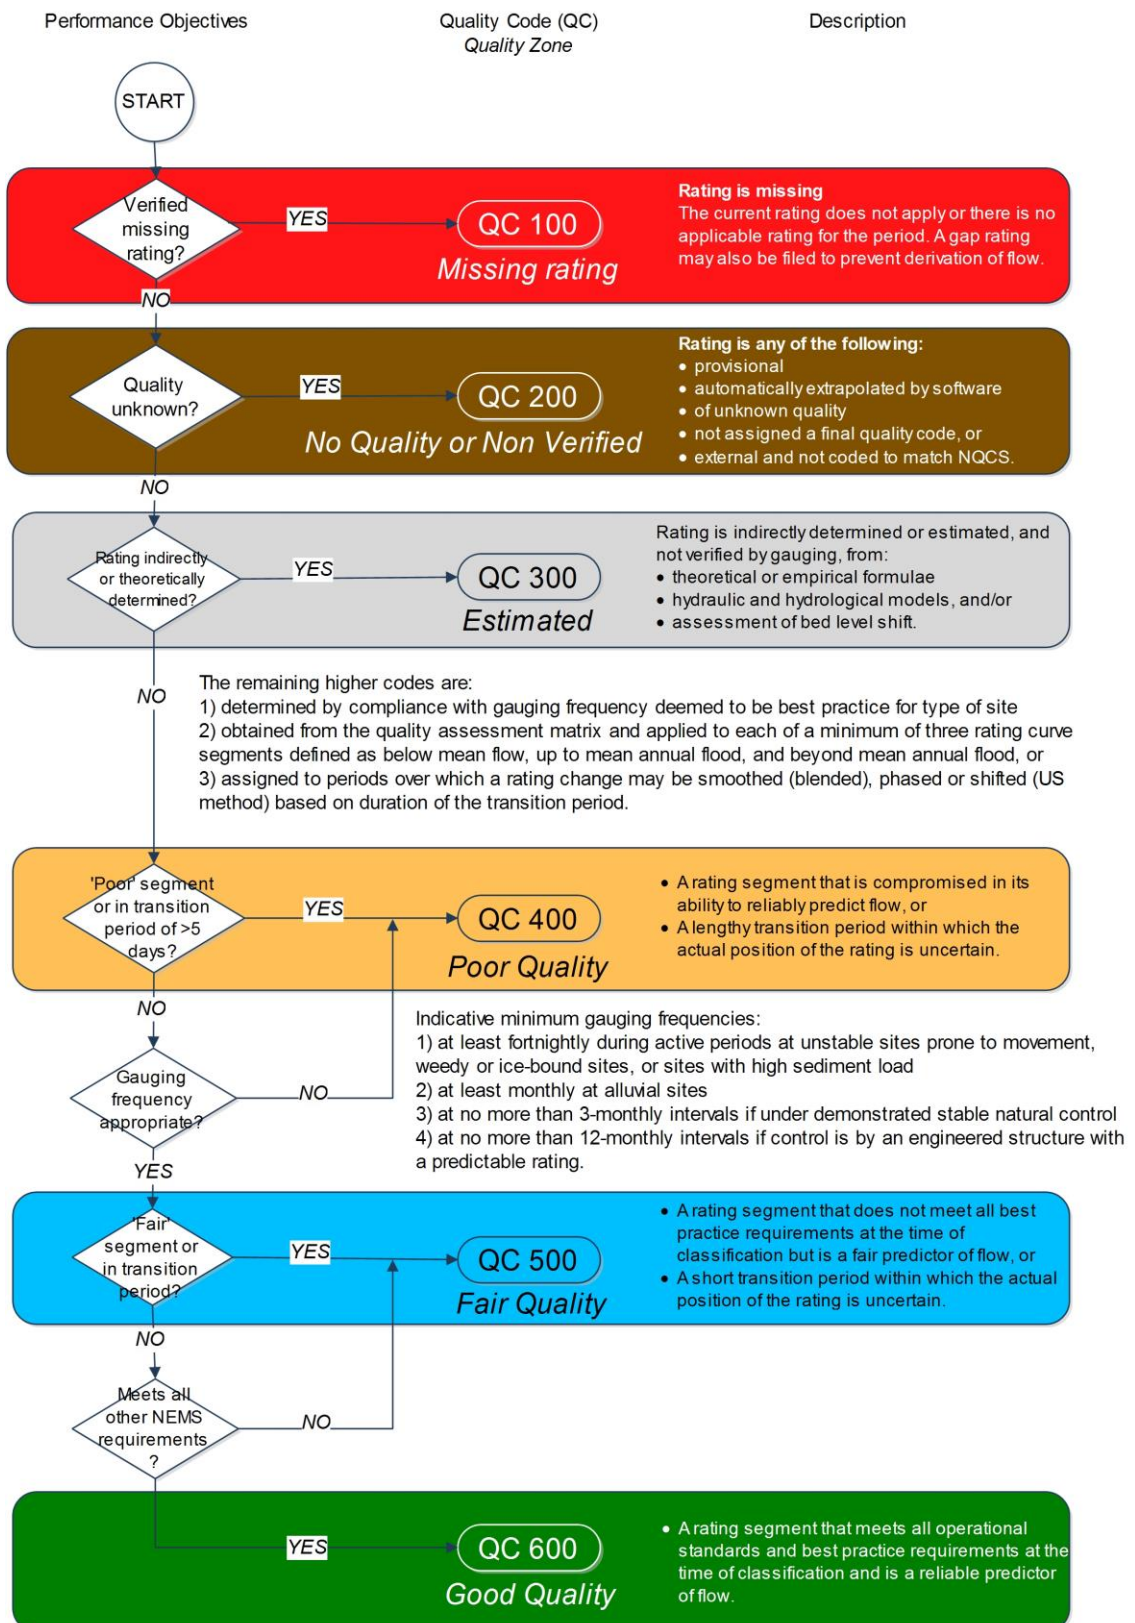 Performance Objectives
Quality Code (QC)
Quality Zone
Description
START
Verified
missing
rating?
YES
QC 100
Missing rating
Rating is missing
The current rating does not apply or there is no
applicable rating for the period. A gap rating
may also be filed to prevent derivation of flow.
NO
Quality
unknown?
YES
QC 200
No Quality or Non Verified
Rating is any of the following:
• provisional
• automatically extrapolated by software
• of unknown quality
• not assigned a final quality code, or
• external and not coded to match NQCS.
NO
Rating indirectly
or theoretically
determined?
YES
QC 300
Estimated
Rating is indirectly determined or estimated, and
not verified by gauging, from:
• theoretical or empirical formulae
• hydraulic and hydrological models, and/or
• assessment of bed level shift.
NO
The remaining higher codes are:
1) determined by compliance with gauging frequency deemed to be best practice for type of site
2) obtained from the quality assessment matrix and applied to each of a minimum of three rating curve
segments defined as below mean flow, up to mean annual flood, and beyond mean annual flood, or
3) assigned to periods over which a rating change may be smoothed (blended), phased or shifted (US
method) based on duration of the transition period.
'Poor' segment
or in transition
period of >5
days?
YES
QC 400
Poor Quality
• A rating segment that is compromised in its
ability to reliably predict flow, or
• A lengthy transition period within which the
actual position of the rating is uncertain.
NO
Gauging
frequency
appropriate?
NO
Indicative minimum gauging frequencies:
1) at least fortnightly during active periods at unstable sites prone to movement,
weedy or ice-bound sites, or sites with high sediment load
2) at least monthly at alluvial sites
3) at no more than 3-monthly intervals if under demonstrated stable natural control
4) at no more than 12-monthly intervals if control is by an engineered structure with
a predictable rating.
YES
'Fair'
segment or
in transition
period?
YES
QC 500
Fair Quality
• A rating segment that does not meet all best
practice requirements at the time of
classification but is a fair predictor of flow, or
• A short transition period within which the actual
position of the rating is uncertain.
NO
Meets all
other NEMS
requirements
?
NO
YES
QC 600
Good Quality
• A rating segment that meets all operational
standards and best practice requirements at the
time of classification and is a reliable predictor
of flow.